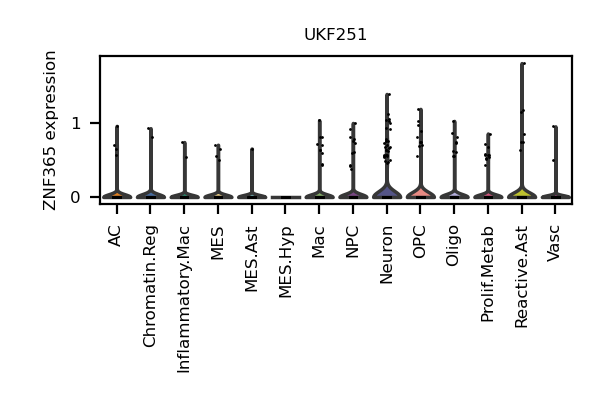 UKF251
ZNF365 expression
1
0
AC
Chromatin.Reg
Inflammatory.Mac
MES
MES.Ast
MES.Hyp
Mac
NPC
Neuron
OPC
Oligo
Prolif.Metab
Reactive.Ast
Vasc